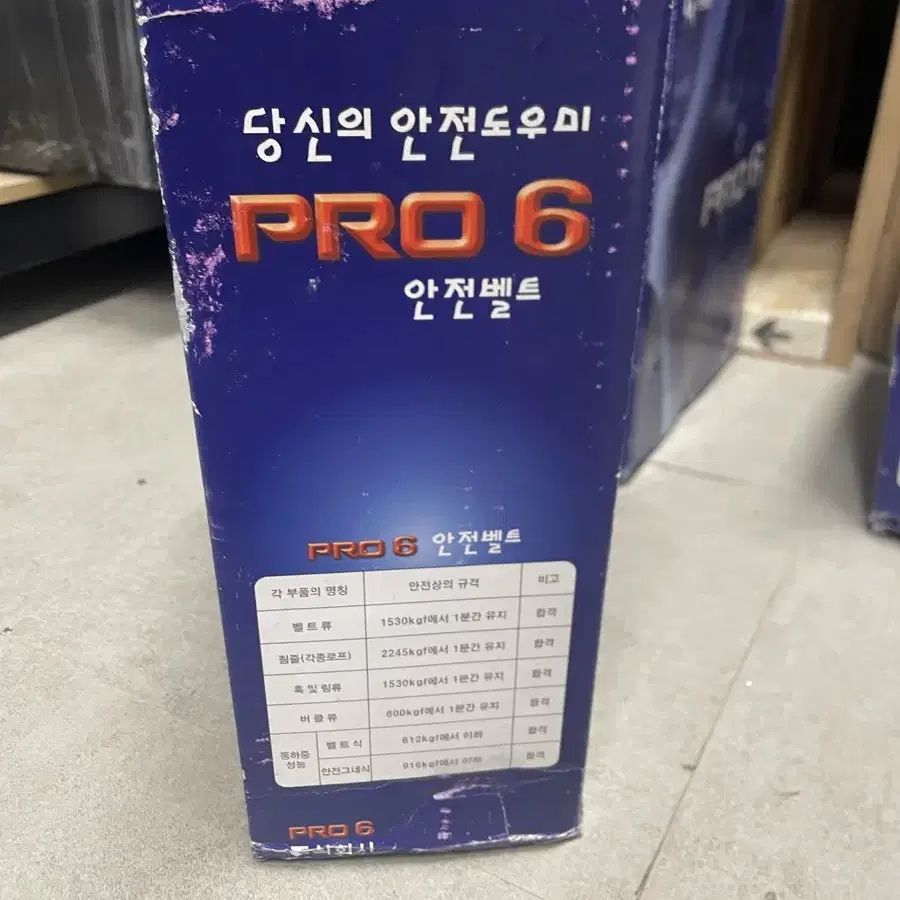 당신의 안전도우미
PRO 6
안전벨트
PRO 6
PRO 6 안전벨트
각 부품의 명칭 안전상의 규격 비고
벨트류 1530kgf에서 1분간 유지 합격
죔줄(각종로프) 2245kgf에서 1분간 유지 합격
훅 및 링류 1530kgf에서 1분간 유지 합격
버클류 800kgf에서 1분간 유지 합격
동하중성능 벨트식 612kgf에서 이하 합격
안전그네식 916kgf에서 이하 합격
PRO 6
주식회사